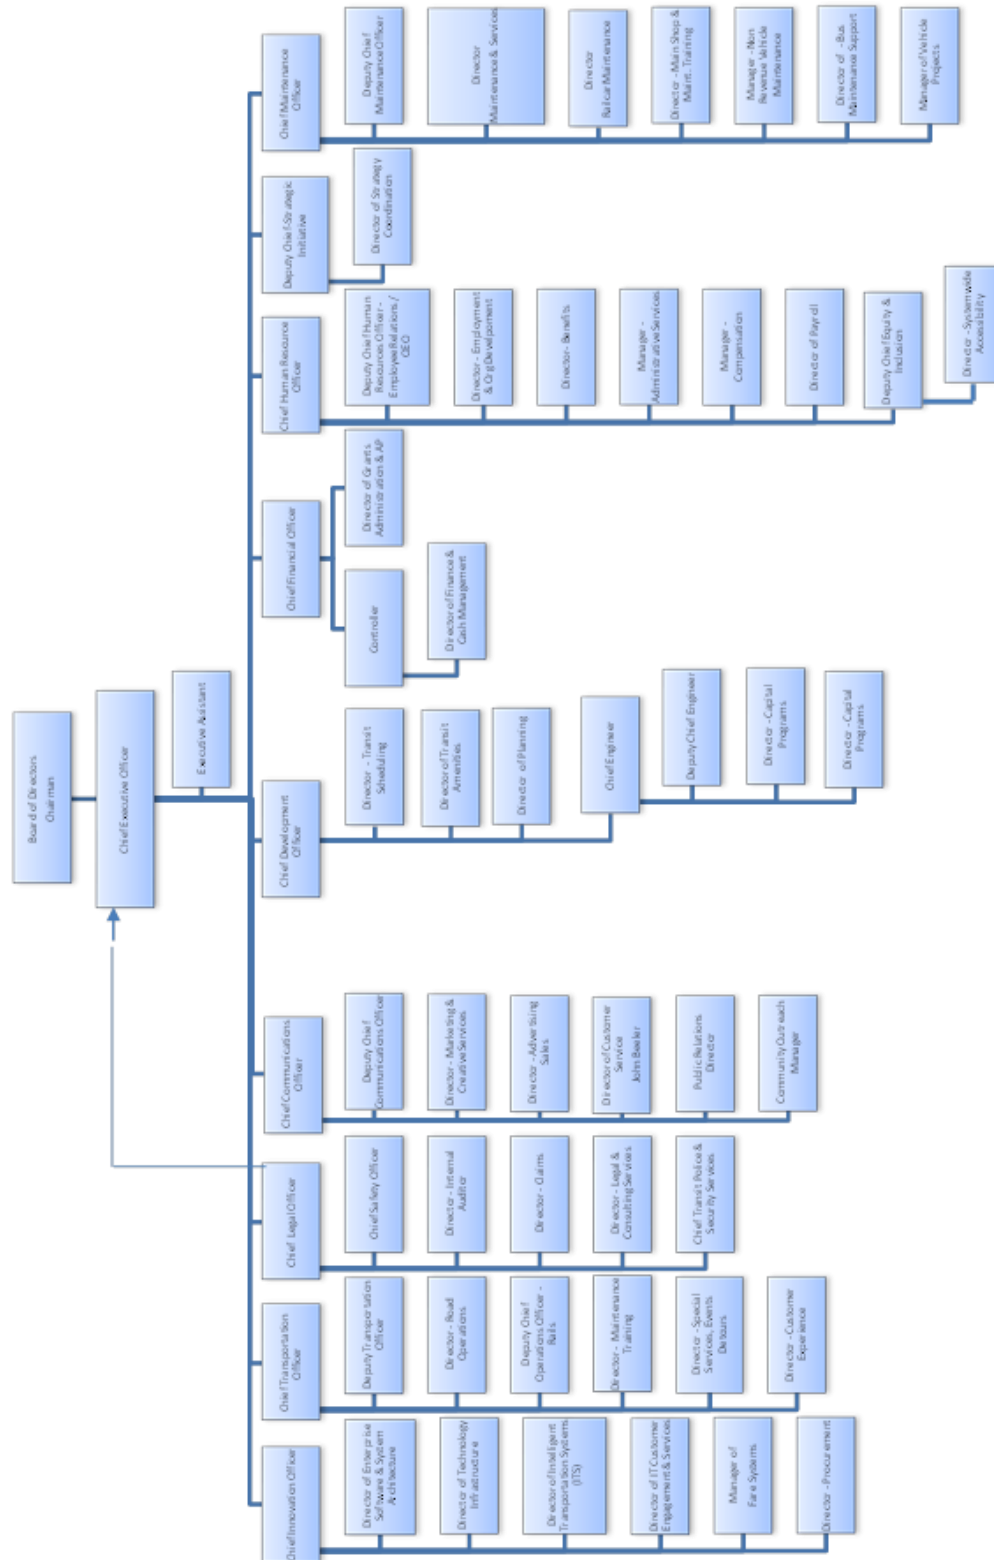 Board of Directors
Chairman
Chief Executive Officer
Executive Assistant
Chief Innovation Officer
Director of Enterprise
Software & System
Architecture
Director of Technology
Infrastructure
Director of Intelligent
Transportation Systems
(ITS)
Director of IT Customer
Engagement & Services
Manager of
Fare Systems
Director - Procurement
Chief Transportation
Officer
Deputy Transportation
Officer
Director - Road
Operations
Deputy Chief
Operations Officer -
Rails
Director - Maintenance
Training
Director - Special
Services, Events
Detours
Director - Customer
Experience
Chief Legal Officer
Chief Safety Officer
Director - Internal
Auditor
Director - Claims
Director - Legal &
Consulting Services
Chief Transit Police &
Security Services
Chief Communications
Officer
Deputy Chief
Communications Officer
Director - Marketing &
Creative Services
Director - Advertising
Sales
Director of Customer
Service
John Beeler
Public Relations
Director
Community Outreach
Manager
Chief Development
Officer
Director - Transit
Scheduling
Director of Transit
Amenities
Director of Planning
Chief Engineer
Deputy Chief Engineer
Director - Capital
Programs
Director - Capital
Programs
Chief Financial Officer
Controller
Director of Finance &
Cash Management
Director of Grants
Administration & AP
Chief Human Resource
Officer
Deputy Chief Human
Resources Officer -
Employee Relations /
OEO
Director - Employment
& Org Development
Director - Benefits
Manager -
Administrative Services
Manager -
Compensation
Director of Payroll
Deputy Chief Equity &
Inclusion
Director - Systemwide
Accessibility
Deputy Chief-Strategic
Initiative
Director of Strategy
Coordination
Chief Maintenance
Officer
Deputy Chief
Maintenance Officer
Director
Maintenance & Services
Director
Railcar Maintenance
Director - Main Shop &
Maint. Training
Manager - Non
Revenue Vehicle
Maintenance
Director of - Bus
Maintenance Support
Manager of Vehicle
Projects